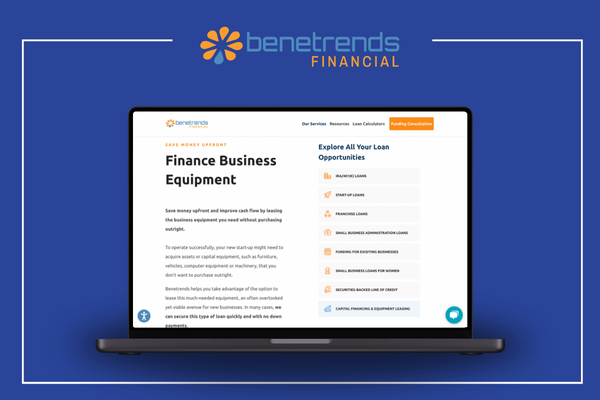 benetrends
FINANCIAL
benetrends
FINANCIAL
Our Services Resources Loan Calculators Funding Consultation
SAVE MONEY UPFRONT
Finance Business
Equipment
Save money upfront and improve cash flow by leasing
the business equipment you need without purchasing
outright.
To operate successfully, your new start-up might need to
acquire assets or capital equipment, such as furniture,
vehicles, computer equipment or machinery, that you
don't want to purchase outright.
Benetrends helps you take advantage of the option to
lease this much-needed equipment, an often overlooked
yet viable avenue for new businesses. In many cases, we
can secure this type of loan quickly and with no down
payments.
Explore All Your Loan
Opportunities
IRA/401(K) LOANS
START-UP LOANS
FRANCHISE LOANS
SMALL BUSINESS ADMINISTRATION LOANS
FUNDING FOR EXISITING BUSINESSES
SMALL BUSINESS LOANS FOR WOMEN
SECURITIES-BACKED LINE OF CREDIT
CAPITAL FINANCING & EQUIPMENT LEASING